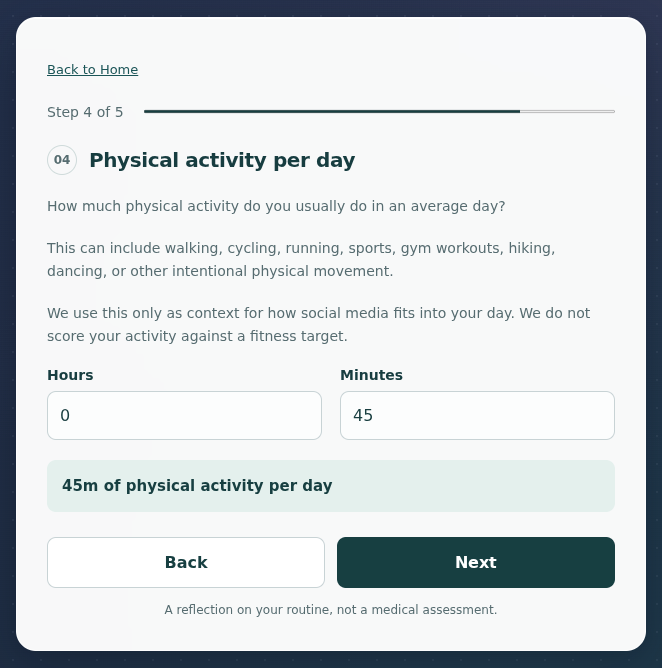 Back to Home
Step 4 of 5
04 Physical activity per day
How much physical activity do you usually do in an average day?
This can include walking, cycling, running, sports, gym workouts, hiking,
dancing, or other intentional physical movement.
We use this only as context for how social media fits into your day. We do not
score your activity against a fitness target.
Hours Minutes
0 45
45m of physical activity per day
Back Next
A reflection on your routine, not a medical assessment.